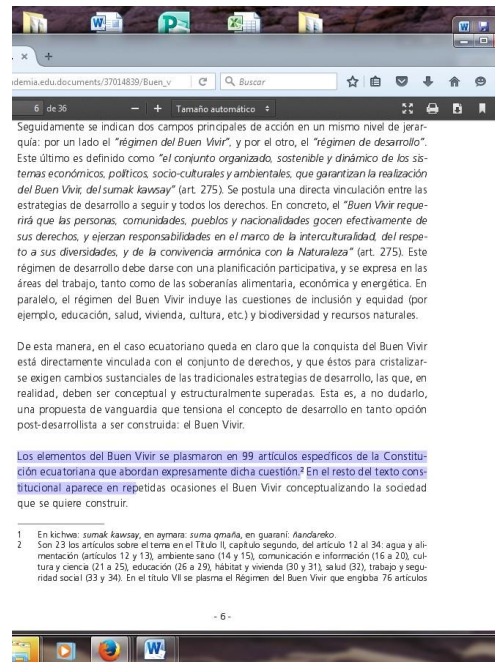 × +
demia.edu.documents/37014839/Buen_v
Buscar
6 de 36
— + Tamaño automático
Seguidamente se indican dos campos principales de acción en un mismo nivel de jerar-
quía: por un lado el "régimen del Buen Vivir", y por el otro, el "régimen de desarrollo".
Este último es definido como "el conjunto organizado, sostenible y dinámico de los sis-
temas económicos, políticos, socio-culturales y ambientales, que garantizan la realización
del Buen Vivir, del sumak kawsay" (art. 275). Se postula una directa vinculación entre las
estrategias de desarrollo a seguir y todos los derechos. En concreto, el "Buen Vivir reque-
rirá que las personas, comunidades, pueblos y nacionalidades gocen efectivamente de
sus derechos, y ejerzan responsabilidades en el marco de la interculturalidad, del respe-
to a sus diversidades, y de la convivencia armónica con la Naturaleza" (art. 275). Este
régimen de desarrollo debe darse con una planificación participativa, y se expresa en las
áreas del trabajo, tanto como de las soberanías alimentaria, económica y energética. En
paralelo, el régimen del Buen Vivir incluye las cuestiones de inclusión y equidad (por
ejemplo, educación, salud, vivienda, cultura, etc.) y biodiversidad y recursos naturales.
De esta manera, en el caso ecuatoriano queda en claro que la conquista del Buen Vivir
está directamente vinculada con el conjunto de derechos, y que éstos para cristalizar-
se exigen cambios sustanciales de las tradicionales estrategias de desarrollo, las que, en
realidad, deben ser conceptual y estructuralmente superadas. Esta es, a no dudarlo,
una propuesta de vanguardia que tensiona el concepto de desarrollo en tanto opción
post-desarrollista a ser construida: el Buen Vivir.
Los elementos del Buen Vivir se plasmaron en 99 artículos específicos de la Constitu-
ción ecuatoriana que abordan expresamente dicha cuestión.² En el resto del texto cons-
titucional aparece en repetidas ocasiones el Buen Vivir conceptualizando la sociedad
que se quiere construir.
1 En kichwa: sumak kawsay, en aymara: suma qmaña, en guaraní: ñandareko.
2 Son 23 los artículos sobre el tema en el Título II, capítulo segundo, del artículo 12 al 34: agua y ali-
mentación (artículos 12 y 13), ambiente sano (14 y 15), comunicación e información (16 a 20), cul-
tura y ciencia (21 a 25), educación (26 a 29), hábitat y vivienda (30 y 31), salud (32), trabajo y segu-
ridad social (33 y 34). En el título VII se plasma el Régimen del Buen Vivir que engloba 76 artículos
- 6 -